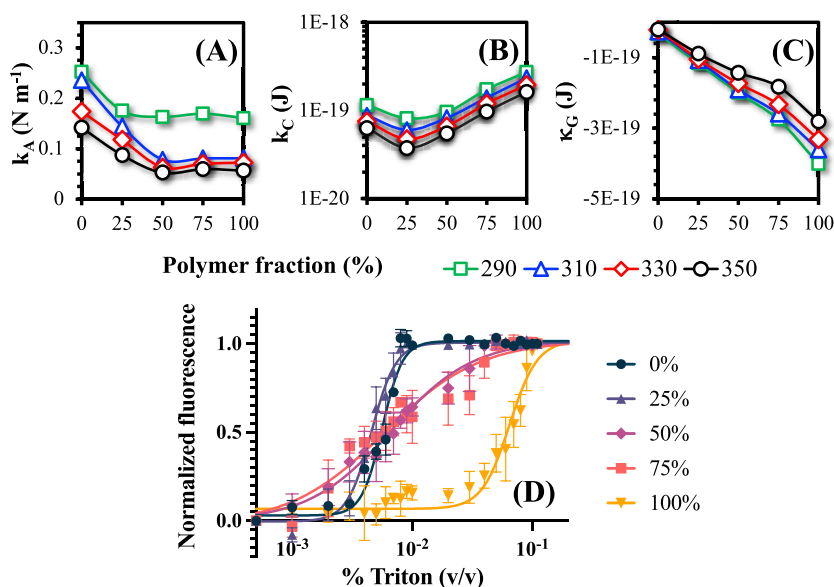 (A)
k_A (N m⁻¹)
0.3
0.2
0.1
0
0 25 50 75 100
(B)
k_C (J)
1E-18
1E-19
1E-20
0 25 50 75 100
(C)
κ_G (J)
-1E-19
-3E-19
-5E-19
0 25 50 75 100
Polymer fraction (%)
290 310 330 350
Normalized fluorescence
1.0
0.5
0.0
(D)
10⁻³ 10⁻² 10⁻¹
% Triton (v/v)
0%
25%
50%
75%
100%